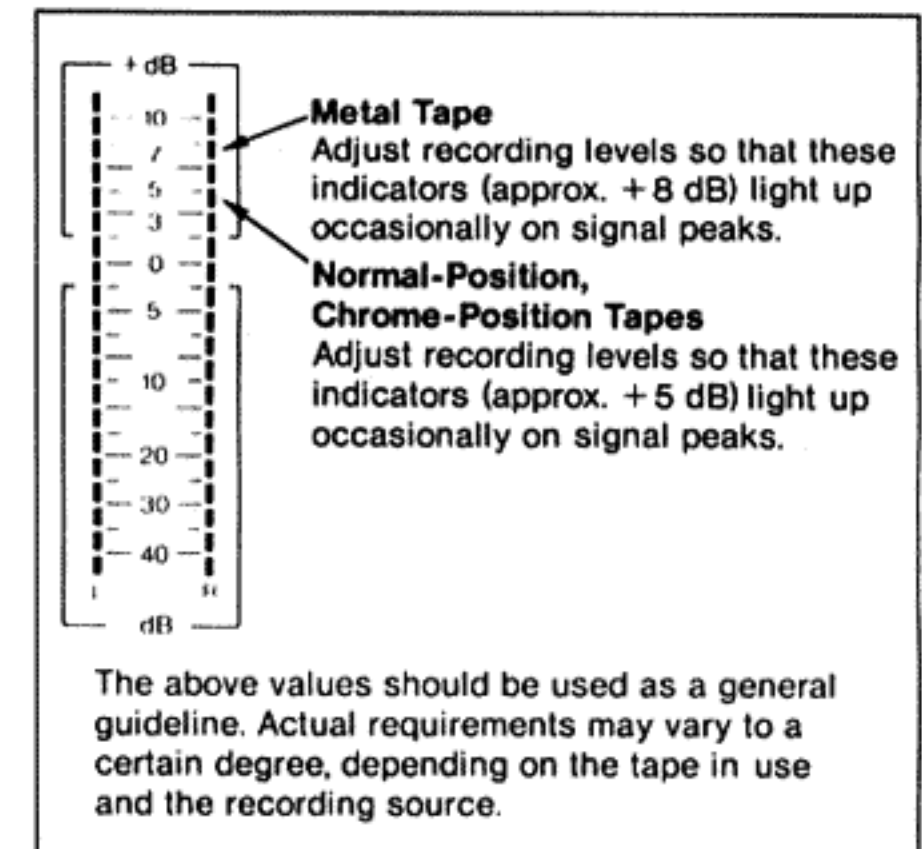 + dB
10
7
5
3
0
5
10
20
30
40
dB
Metal Tape
Adjust recording levels so that these
indicators (approx. +8 dB) light up
occasionally on signal peaks.
Normal-Position,
Chrome-Position Tapes
Adjust recording levels so that these
indicators (approx. +5 dB) light up
occasionally on signal peaks.
The above values should be used as a general
guideline. Actual requirements may vary to a
certain degree, depending on the tape in use
and the recording source.